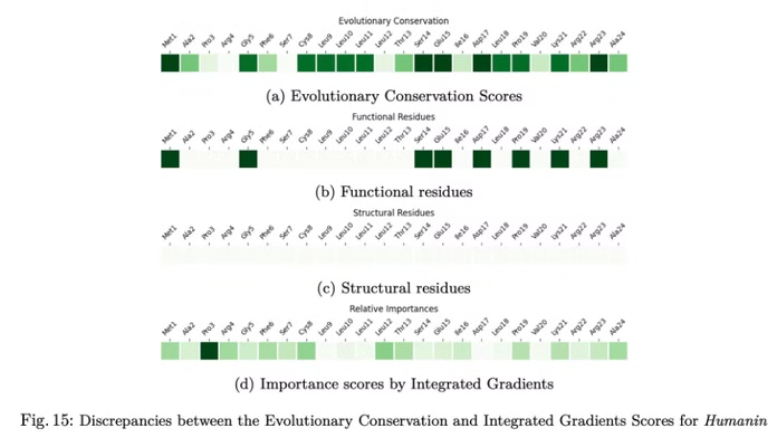 Evolutionary Conservation
Met1 Ala2 Pro3 Arg4 Gly5 Phe6 Ser7 Cys8 Leu9 Leu10 Leu11 Leu12 Thr13 Ser14 Glu15 Ile16 Asp17 Leu18 Pro19 Val20 Lys21 Arg22 Arg23 Ala24
(a) Evolutionary Conservation Scores
Functional Residues
Met1 Ala2 Pro3 Arg4 Gly5 Phe6 Ser7 Cys8 Leu9 Leu10 Leu11 Leu12 Thr13 Ser14 Glu15 Ile16 Asp17 Leu18 Pro19 Val20 Lys21 Arg22 Arg23 Ala24
(b) Functional residues
Structural Residues
Met1 Ala2 Pro3 Arg4 Gly5 Phe6 Ser7 Cys8 Leu9 Leu10 Leu11 Leu12 Thr13 Ser14 Glu15 Ile16 Asp17 Leu18 Pro19 Val20 Lys21 Arg22 Arg23 Ala24
(c) Structural residues
Relative Importances
Met1 Ala2 Pro3 Arg4 Gly5 Phe6 Ser7 Cys8 Leu9 Leu10 Leu11 Leu12 Thr13 Ser14 Glu15 Ile16 Asp17 Leu18 Pro19 Val20 Lys21 Arg22 Arg23 Ala24
(d) Importance scores by Integrated Gradients
Fig. 15: Discrepancies between the Evolutionary Conservation and Integrated Gradients Scores for Humanin